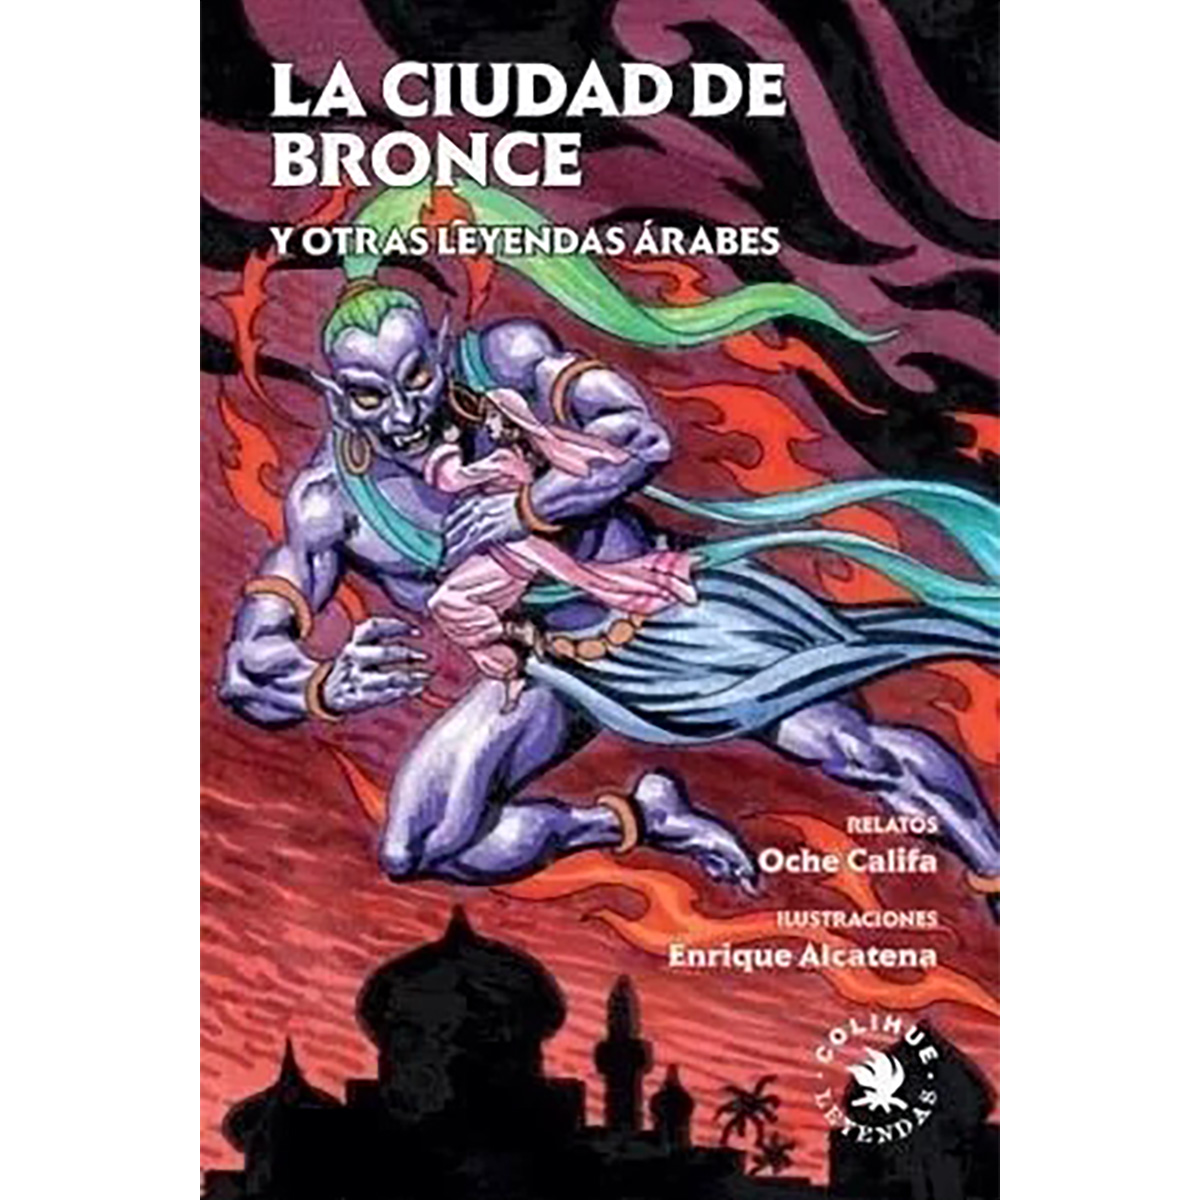 LA CIUDAD DE
BRONCE
Y OTRAS LEYENDAS ÁRABES
RELATOS
Oche Califa
ILUSTRACIONES
Enrique Alcatena
COLIHUE
LEYENDAS